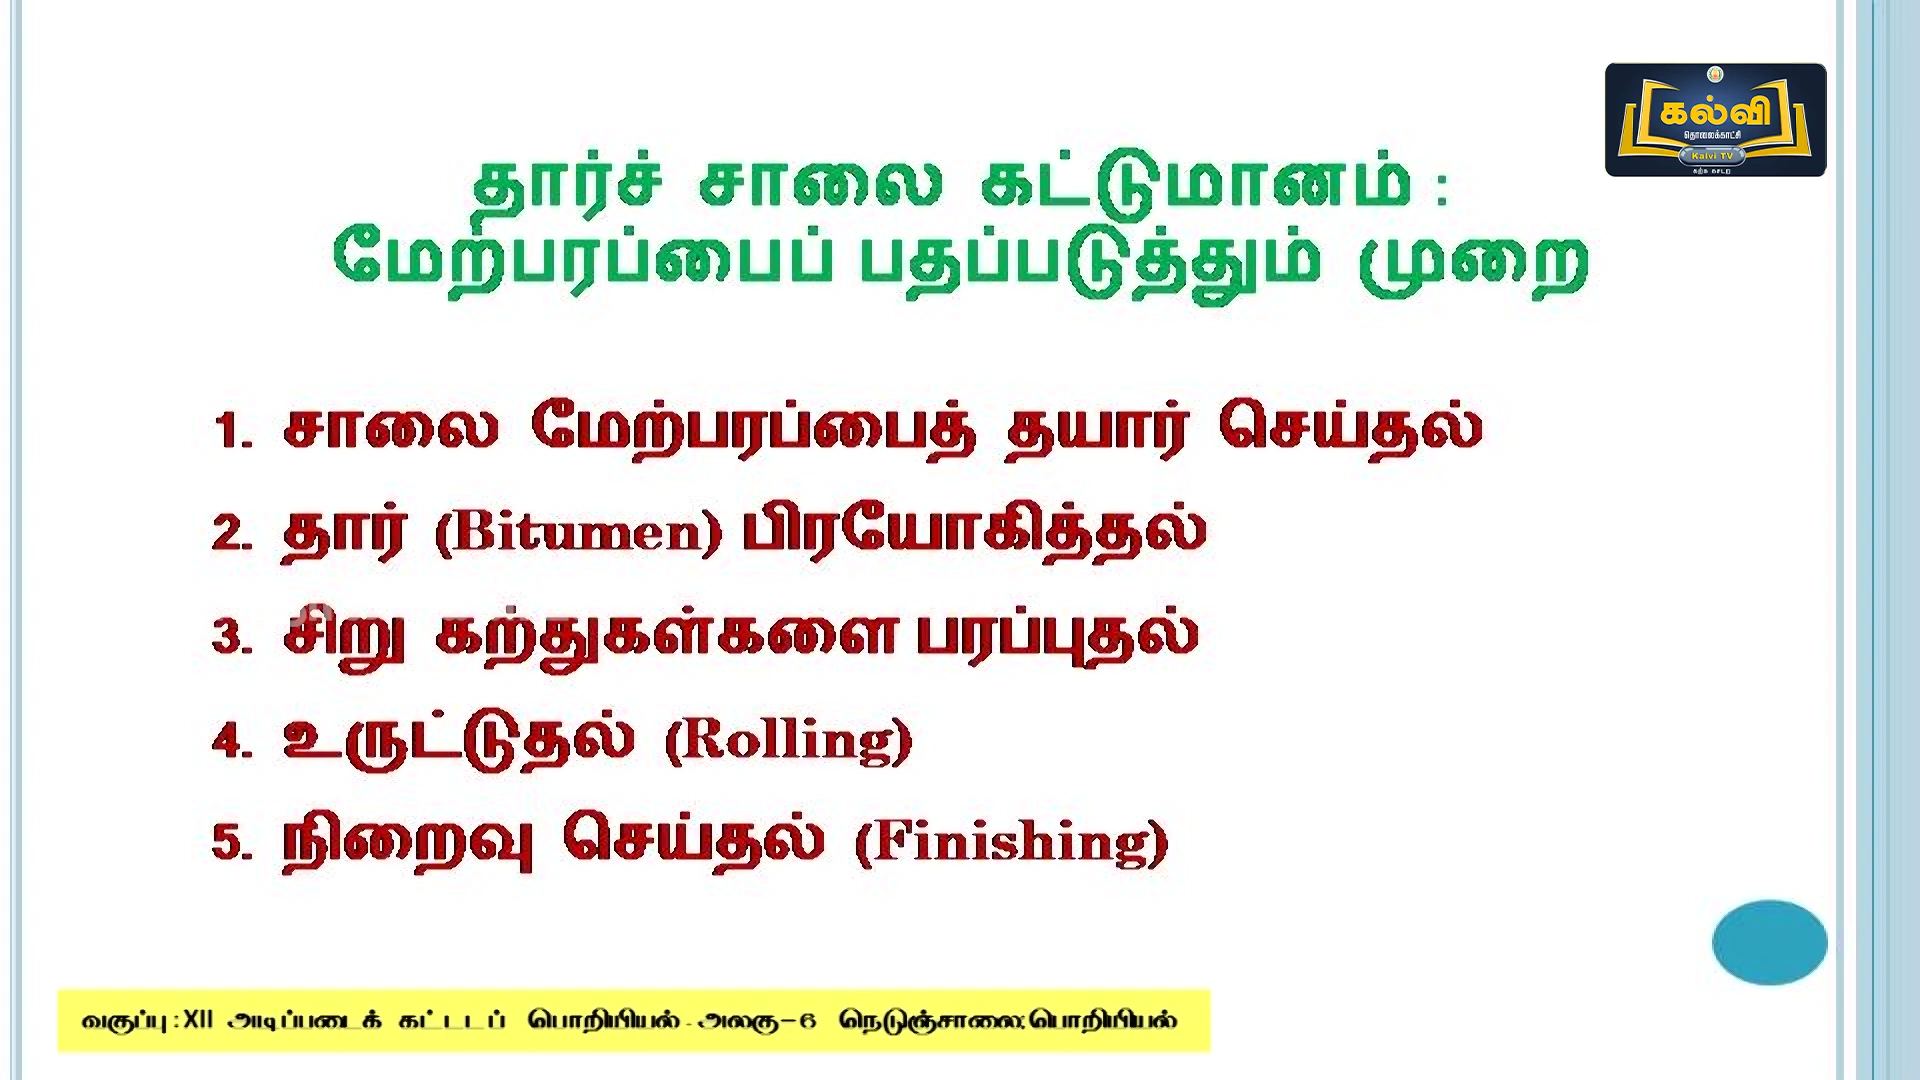 கல்வி
தொலைக்காட்சி
Kalvi TV
கற்க கசடற
தார்ச் சாலை கட்டுமானம் :
மேற்பரப்பைப் பதப்படுத்தும் முறை
1. சாலை மேற்பரப்பைத் தயார் செய்தல்
2. தார் (Bitumen) பிரயோகித்தல்
3. சிறு கற்துகள்களை பரப்புதல்
4. உருட்டுதல் (Rolling)
5. நிறைவு செய்தல் (Finishing)
வகுப்பு : XII அடிப்படைக் கட்டடப் பொறியியல் - அலகு – 6 நெடுஞ்சாலை பொறியியல்